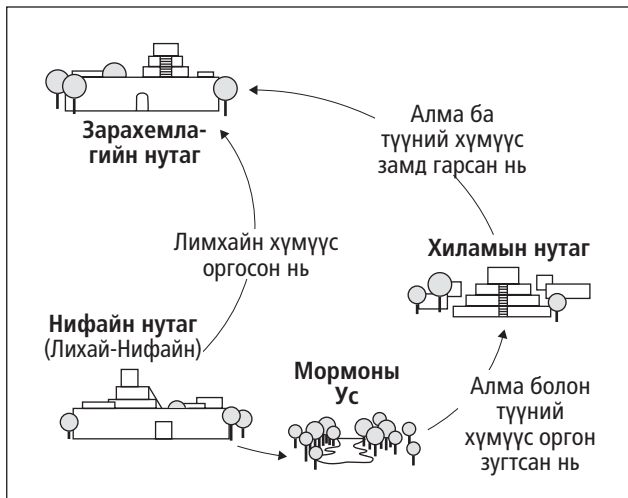 Зарахемла-
гийн нутаг
Алма ба
түүний хүмүүс
замд гарсан нь
Лимхайн хүмүүс
оргосон нь
Хиламын нутаг
Нифайн нутаг
(Лихай-Нифайн)
Мормоны
Ус
Алма болон
түүний
хүмүүс оргон
зугтсан нь